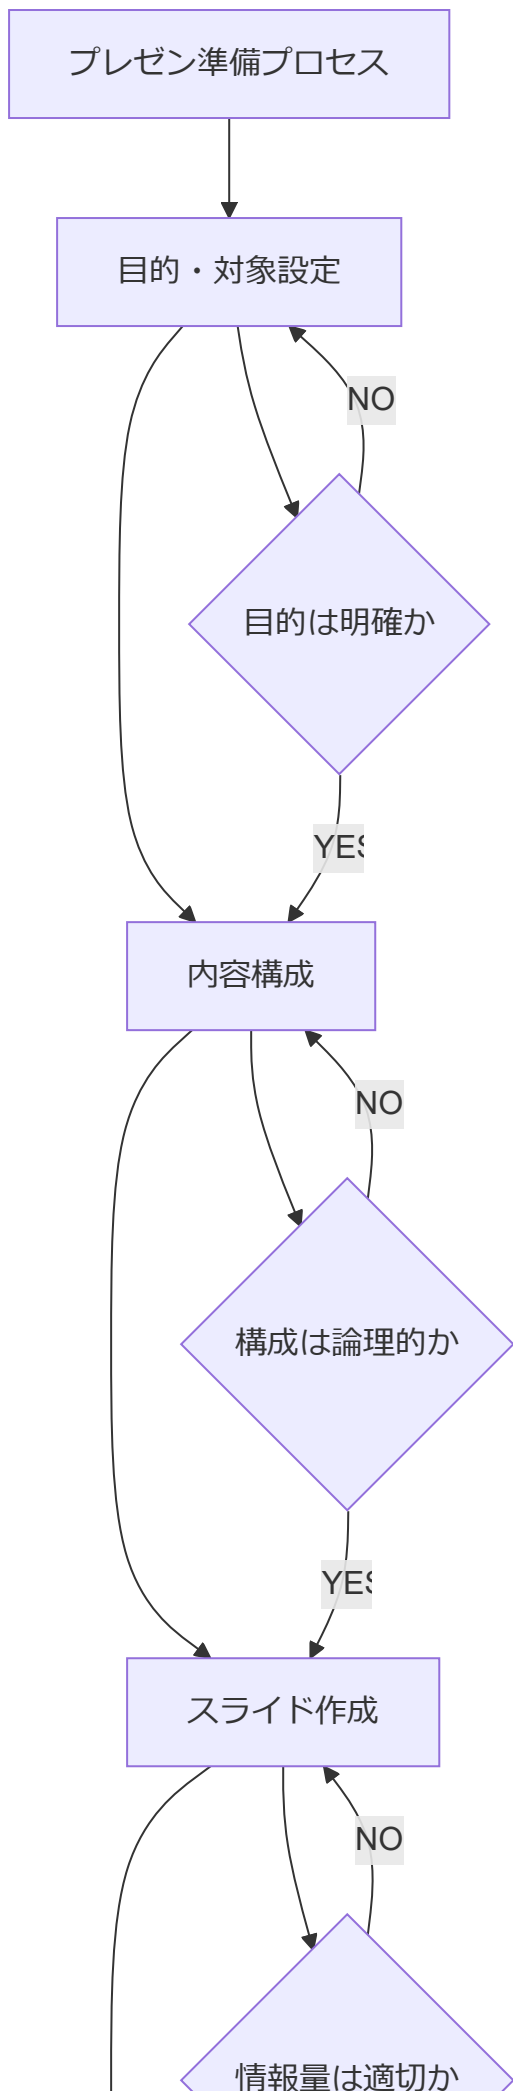 プレゼン準備プロセス
目的・対象設定
NO
目的は明確か
YES
内容構成
NO
構成は論理的か
YES
スライド作成
NO
情報量は適切か